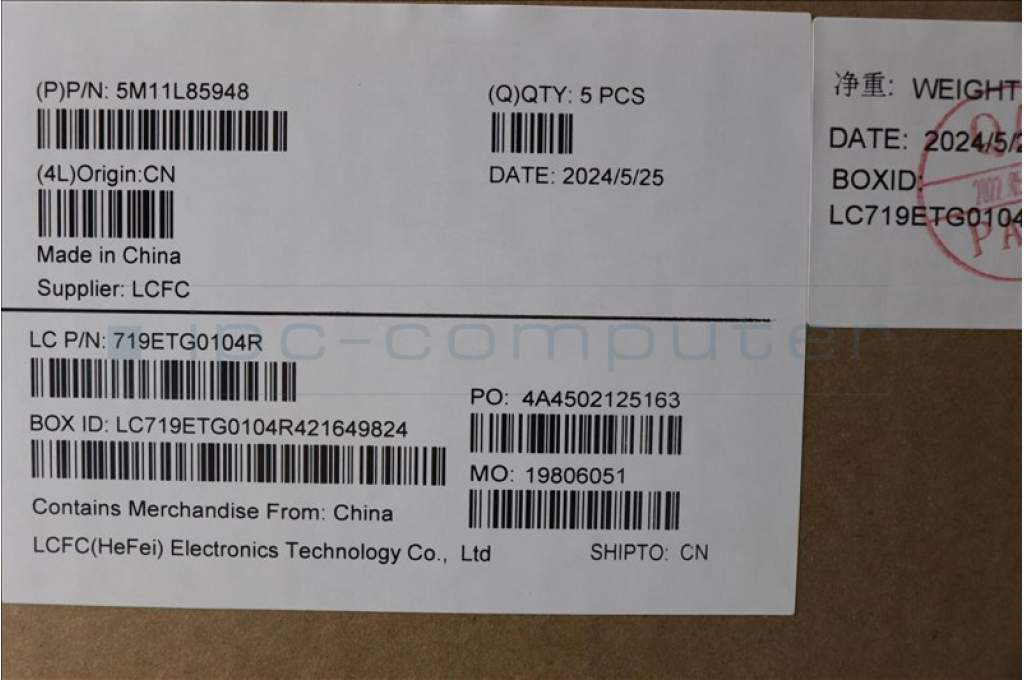 (P)P/N: 5M11L85948
(Q)QTY: 5 PCS
(4L)Origin:CN
DATE: 2024/5/25
Made in China
Supplier: LCFC
LC P/N: 719ETG0104R
PO: 4A4502125163
BOX ID: LC719ETG0104R421649824
MO: 19806051
Contains Merchandise From: China
LCFC(HeFei) Electronics Technology Co., Ltd
SHIPTO: CN
净重: WEIGHT
DATE: 2024/5/2
BOXID:
LC719ETG0104
ipc-computer